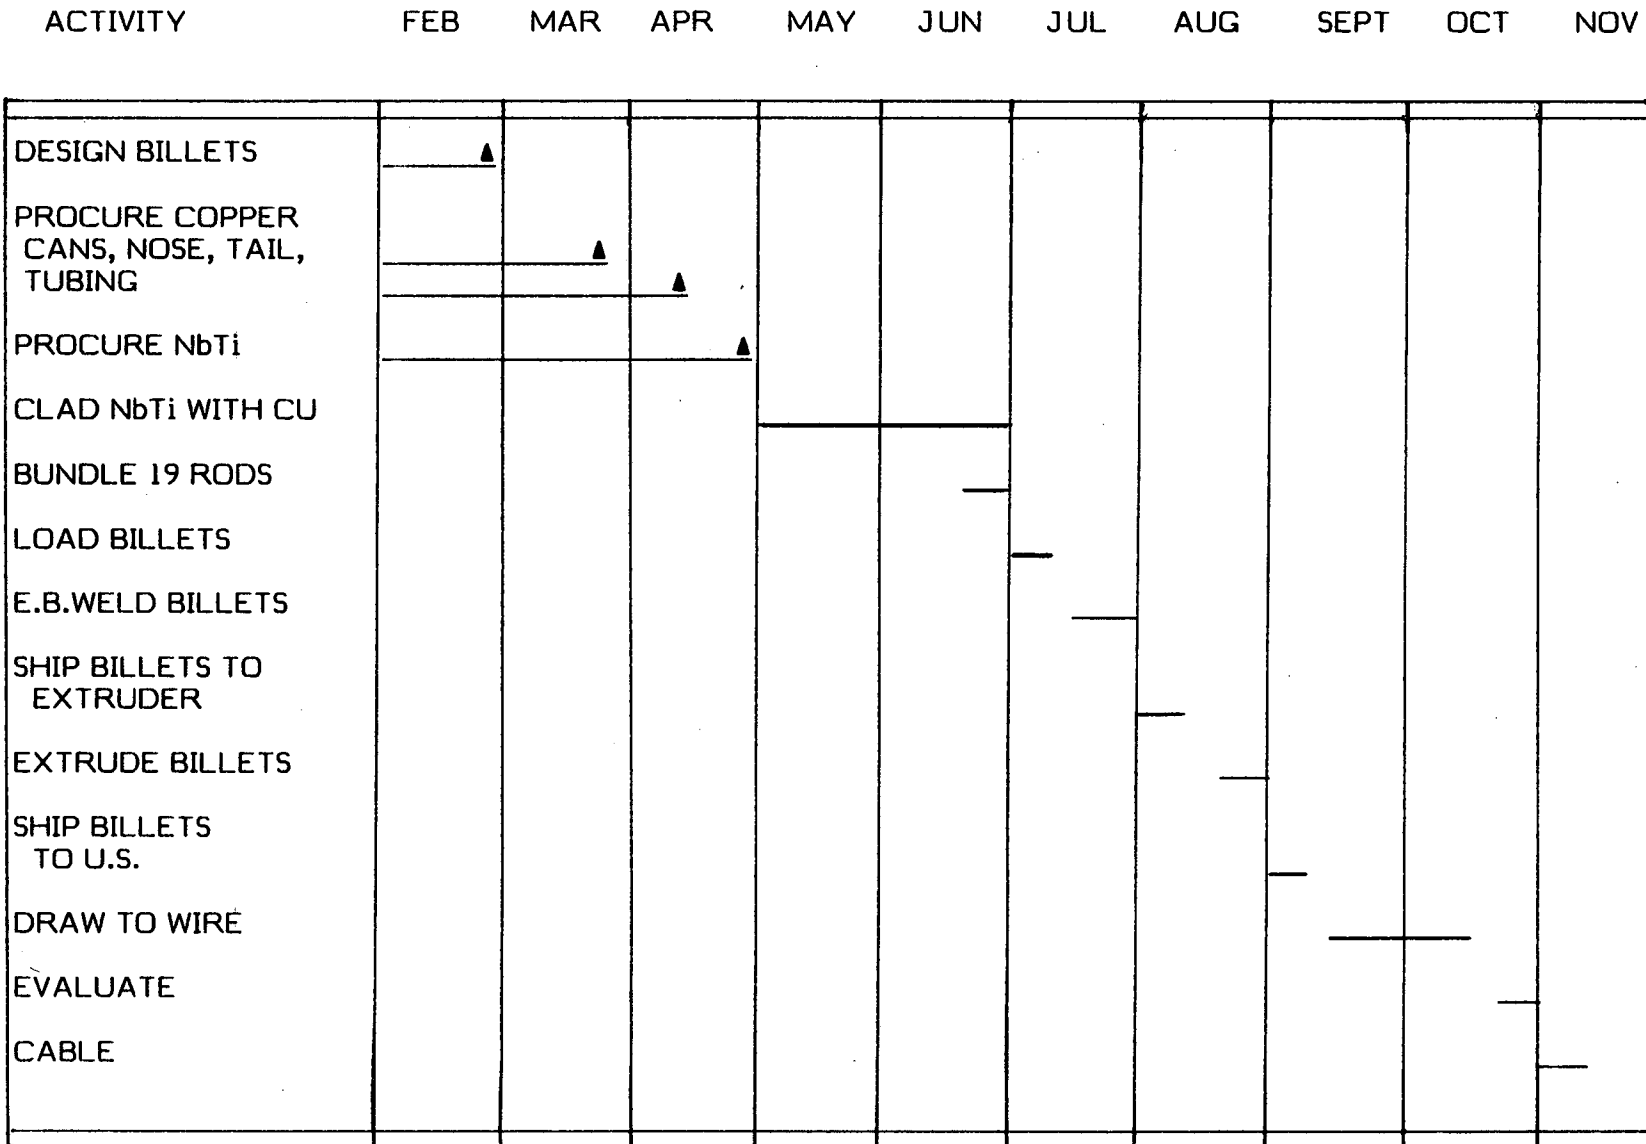 ACTIVITY FEB MAR APR MAY JUN JUL AUG SEPT OCT NOV
DESIGN BILLETS
PROCURE COPPER
CANS, NOSE, TAIL,
TUBING
PROCURE NbTi
CLAD NbTi WITH CU
BUNDLE 19 RODS
LOAD BILLETS
E.B.WELD BILLETS
SHIP BILLETS TO
EXTRUDER
EXTRUDE BILLETS
SHIP BILLETS
TO U.S.
DRAW TO WIRE
EVALUATE
CABLE